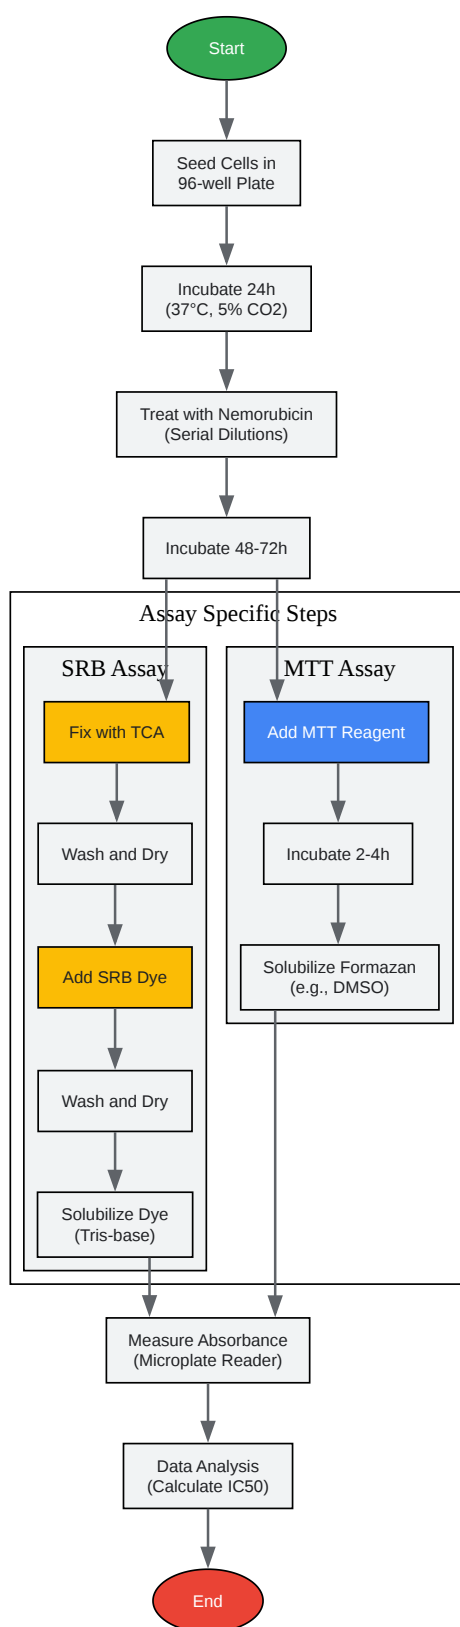 Start
Seed Cells in
96-well Plate
Incubate 24h
(37°C, 5% CO2)
Treat with Nemorubicin
(Serial Dilutions)
Incubate 48-72h
Assay Specific Steps
SRB Assay
Fix with TCA
Wash and Dry
Add SRB Dye
Wash and Dry
Solubilize Dye
(Tris-base)
MTT Assay
Add MTT Reagent
Incubate 2-4h
Solubilize Formazan
(e.g., DMSO)
Measure Absorbance
(Microplate Reader)
Data Analysis
(Calculate IC50)
End